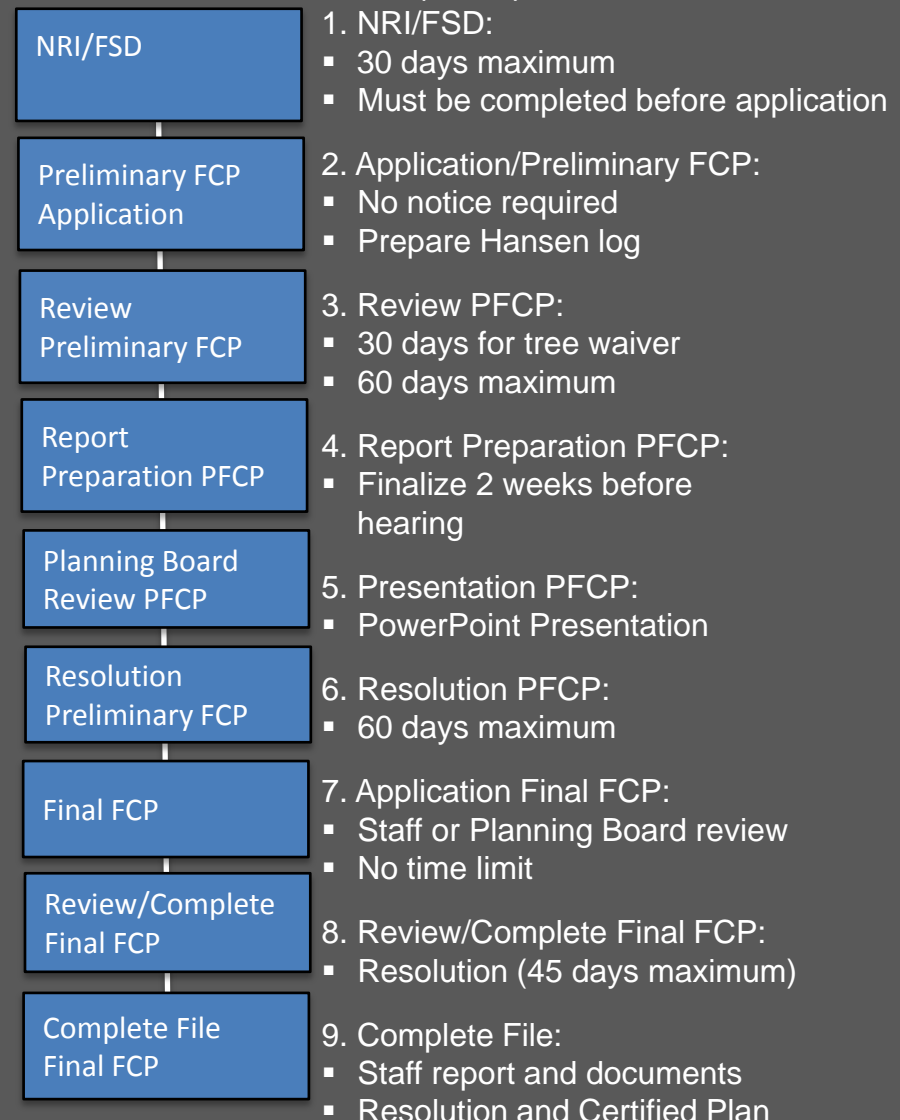 NRI/FSD
1. NRI/FSD:
▪ 30 days maximum
▪ Must be completed before application
Preliminary FCP
Application
2. Application/Preliminary FCP:
▪ No notice required
▪ Prepare Hansen log
Review
Preliminary FCP
3. Review PFCP:
▪ 30 days for tree waiver
▪ 60 days maximum
Report
Preparation PFCP
4. Report Preparation PFCP:
▪ Finalize 2 weeks before
hearing
Planning Board
Review PFCP
5. Presentation PFCP:
▪ PowerPoint Presentation
Resolution
Preliminary FCP
6. Resolution PFCP:
▪ 60 days maximum
Final FCP
7. Application Final FCP:
▪ Staff or Planning Board review
▪ No time limit
Review/Complete
Final FCP
8. Review/Complete Final FCP:
▪ Resolution (45 days maximum)
Complete File
Final FCP
9. Complete File:
▪ Staff report and documents
▪ Resolution and Certified Plan